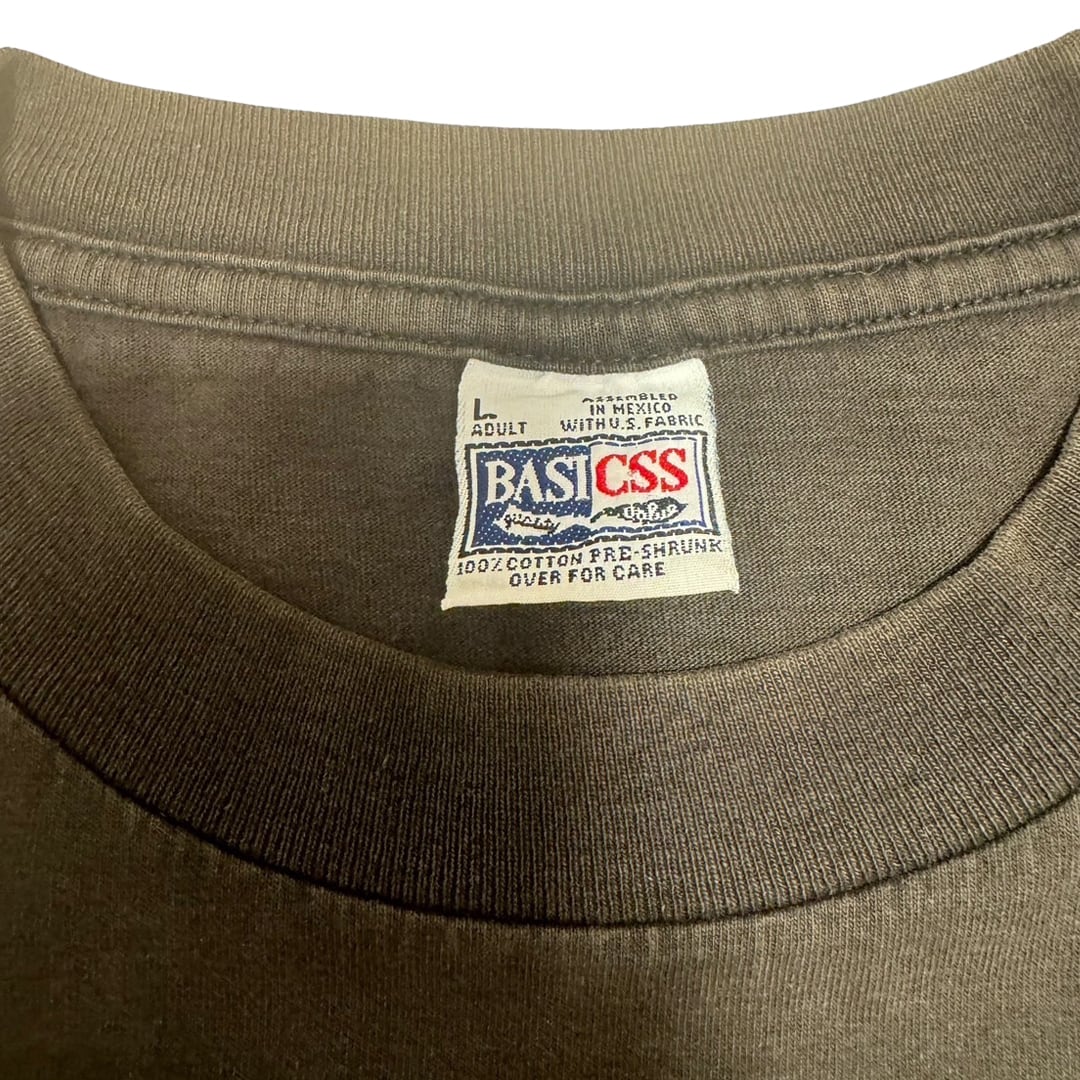 L
ADULT
ASSEMBLED
IN MEXICO
WITH U.S. FABRIC
BASICSS
quality value
100% COTTON PRE-SHRUNK
OVER FOR CARE